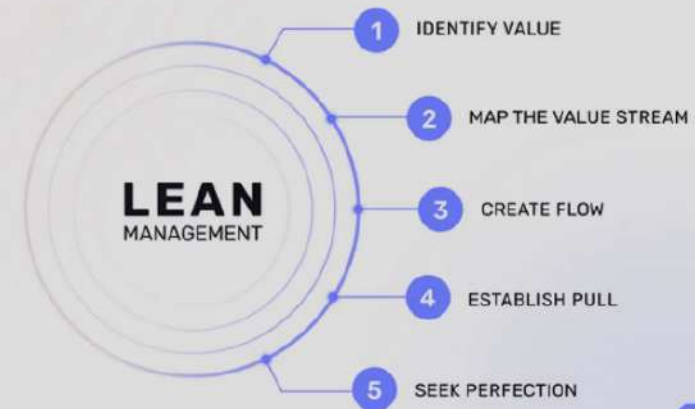 LEAN
MANAGEMENT
1 IDENTIFY VALUE
2 MAP THE VALUE STREAM
3 CREATE FLOW
4 ESTABLISH PULL
5 SEEK PERFECTION